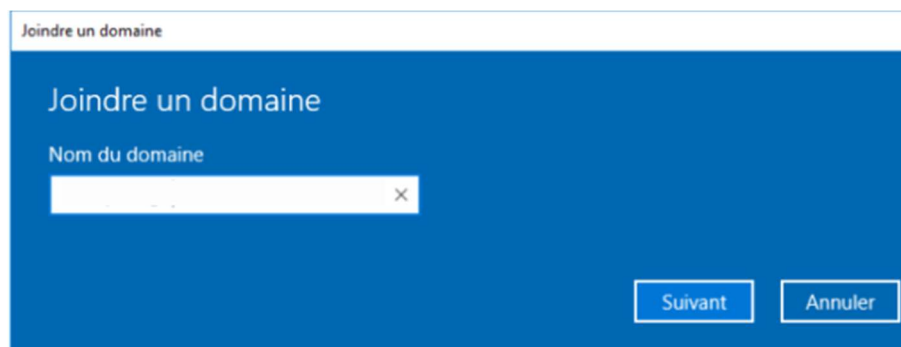 Joindre un domaine
Joindre un domaine
Nom du domaine
Suivant Annuler